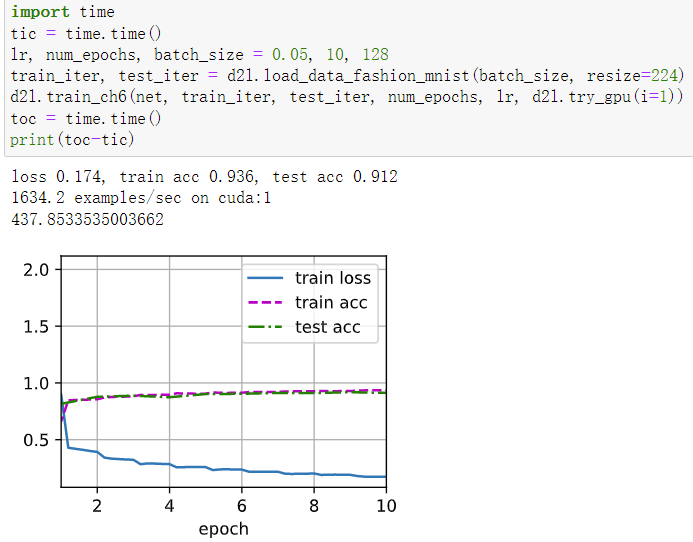 import time
tic = time.time()
lr, num_epochs, batch_size = 0.05, 10, 128
train_iter, test_iter = d2l.load_data_fashion_mnist(batch_size, resize=224)
d2l.train_ch6(net, train_iter, test_iter, num_epochs, lr, d2l.try_gpu(i=1))
toc = time.time()
print(toc-tic)
loss 0.174, train acc 0.936, test acc 0.912
1634.2 examples/sec on cuda:1
437.8533535003662
2.0
1.5
1.0
0.5
train loss
train acc
test acc
2 4 6 8 10
epoch